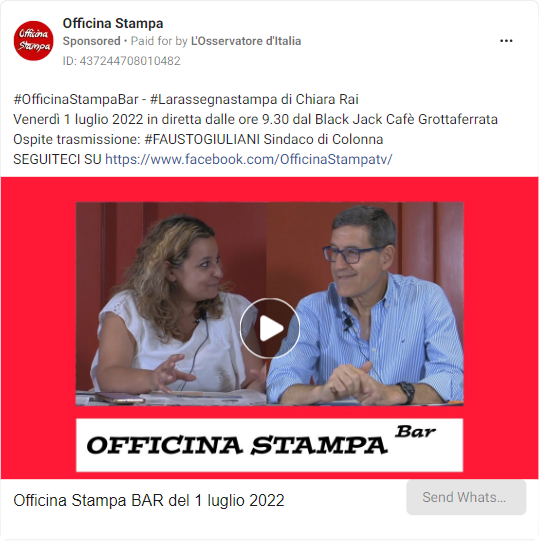 Officina Stampa
Officina Stampa
Sponsored • Paid for by L'Osservatore d'Italia
ID: 437244708010482
#OfficinaStampaBar - #Larassegnastampa di Chiara Rai
Venerdì 1 luglio 2022 in diretta dalle ore 9.30 dal Black Jack Cafè Grottaferrata
Ospite trasmissione: #FAUSTOGIULIANI Sindaco di Colonna
SEGUITECI SU https://www.facebook.com/OfficinaStampatv/
OFFICINA STAMPA Bar
Officina Stampa BAR del 1 luglio 2022
Send Whats...